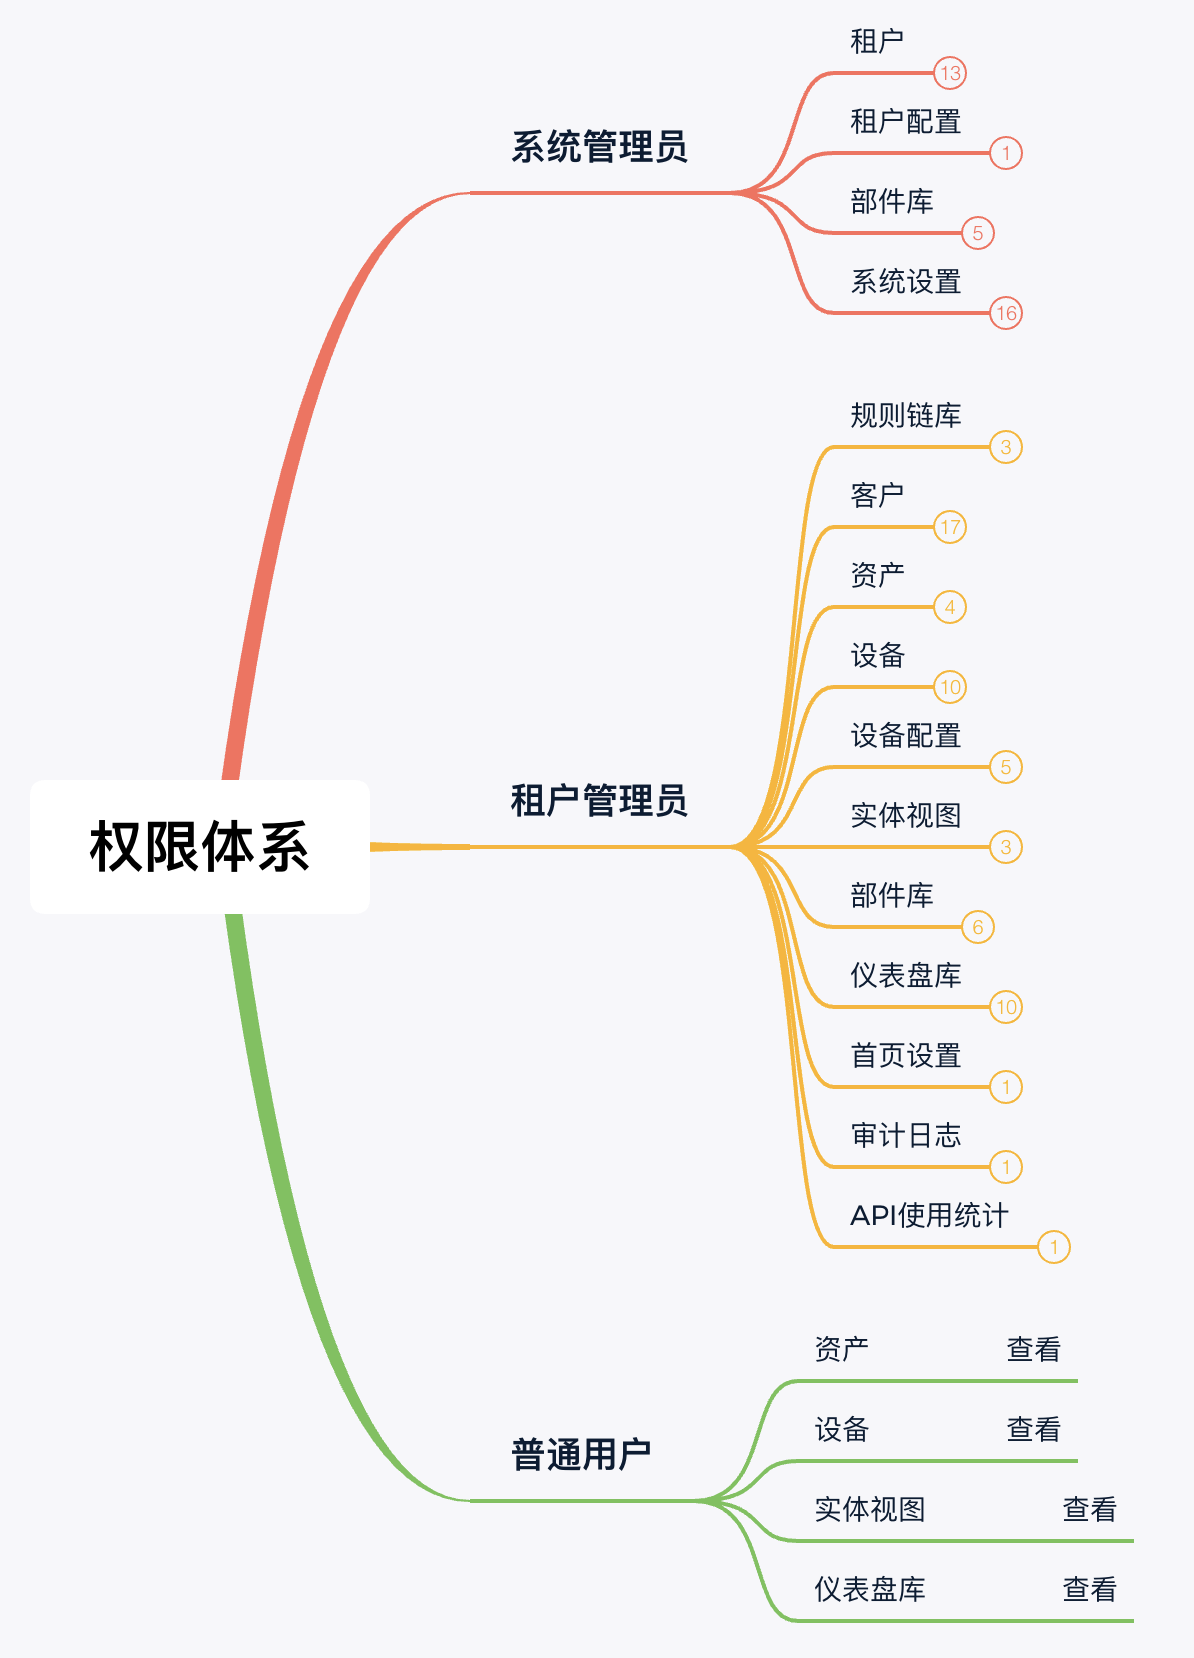 权限体系
系统管理员
租户
13
租户配置
1
部件库
5
系统设置
16
租户管理员
规则链库
3
客户
17
资产
4
设备
10
设备配置
5
实体视图
3
部件库
6
仪表盘库
10
首页设置
1
审计日志
1
API使用统计
1
普通用户
资产 查看
设备 查看
实体视图 查看
仪表盘库 查看